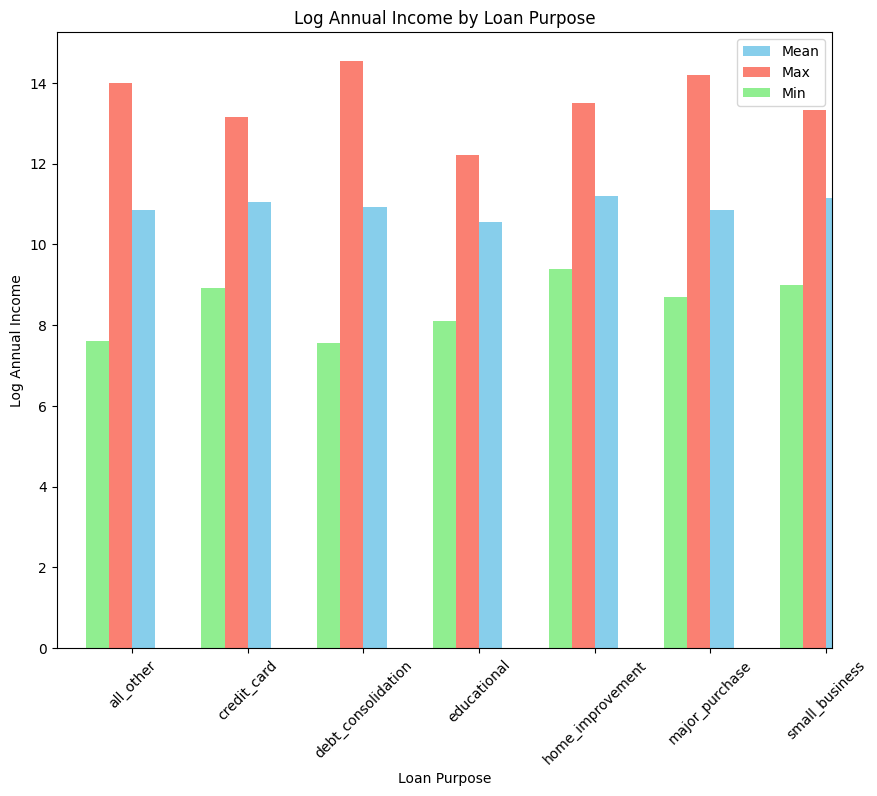 Log Annual Income by Loan Purpose
Mean
Max
Min
14
12
10
8
6
4
2
0
Log Annual Income
all_other
credit_card
debt_consolidation
educational
home_improvement
major_purchase
small_business
Loan Purpose